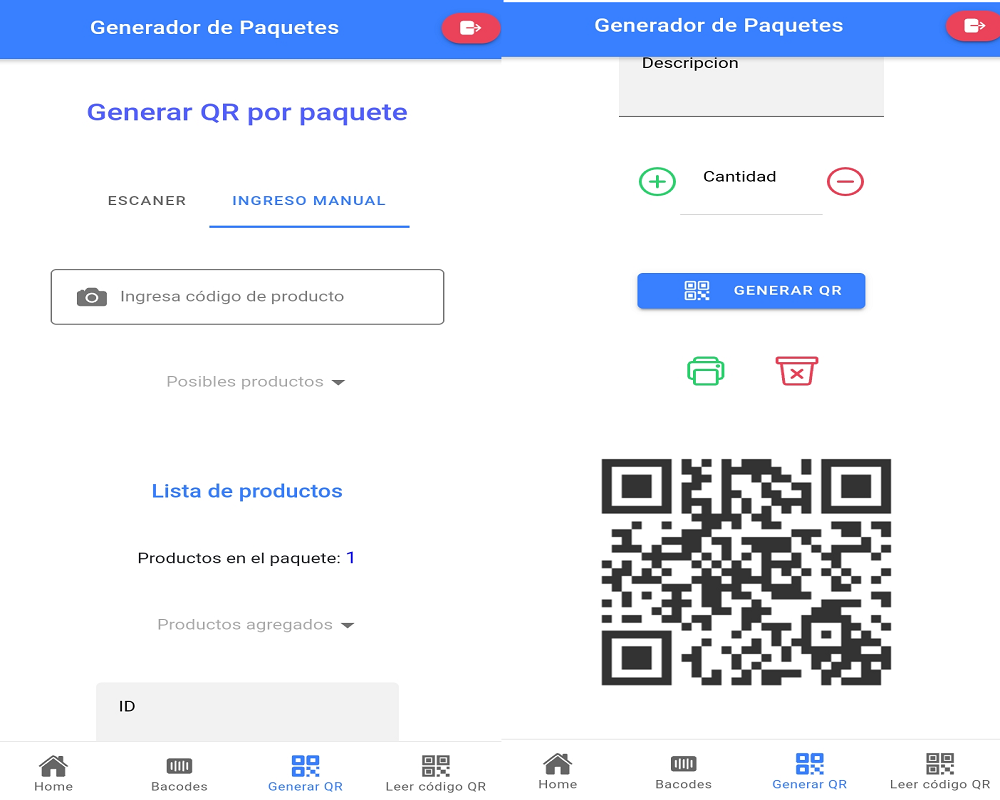 Generador de Paquetes
Generar QR por paquete
ESCANER
INGRESO MANUAL
Ingresa código de producto
Posibles productos
Lista de productos
Productos en el paquete: 1
Productos agregados
ID
Home
Bacodes
Generar QR
Leer código QR
Generador de Paquetes
Descripcion
Cantidad
GENERAR QR
Home
Bacodes
Generar QR
Leer código QR